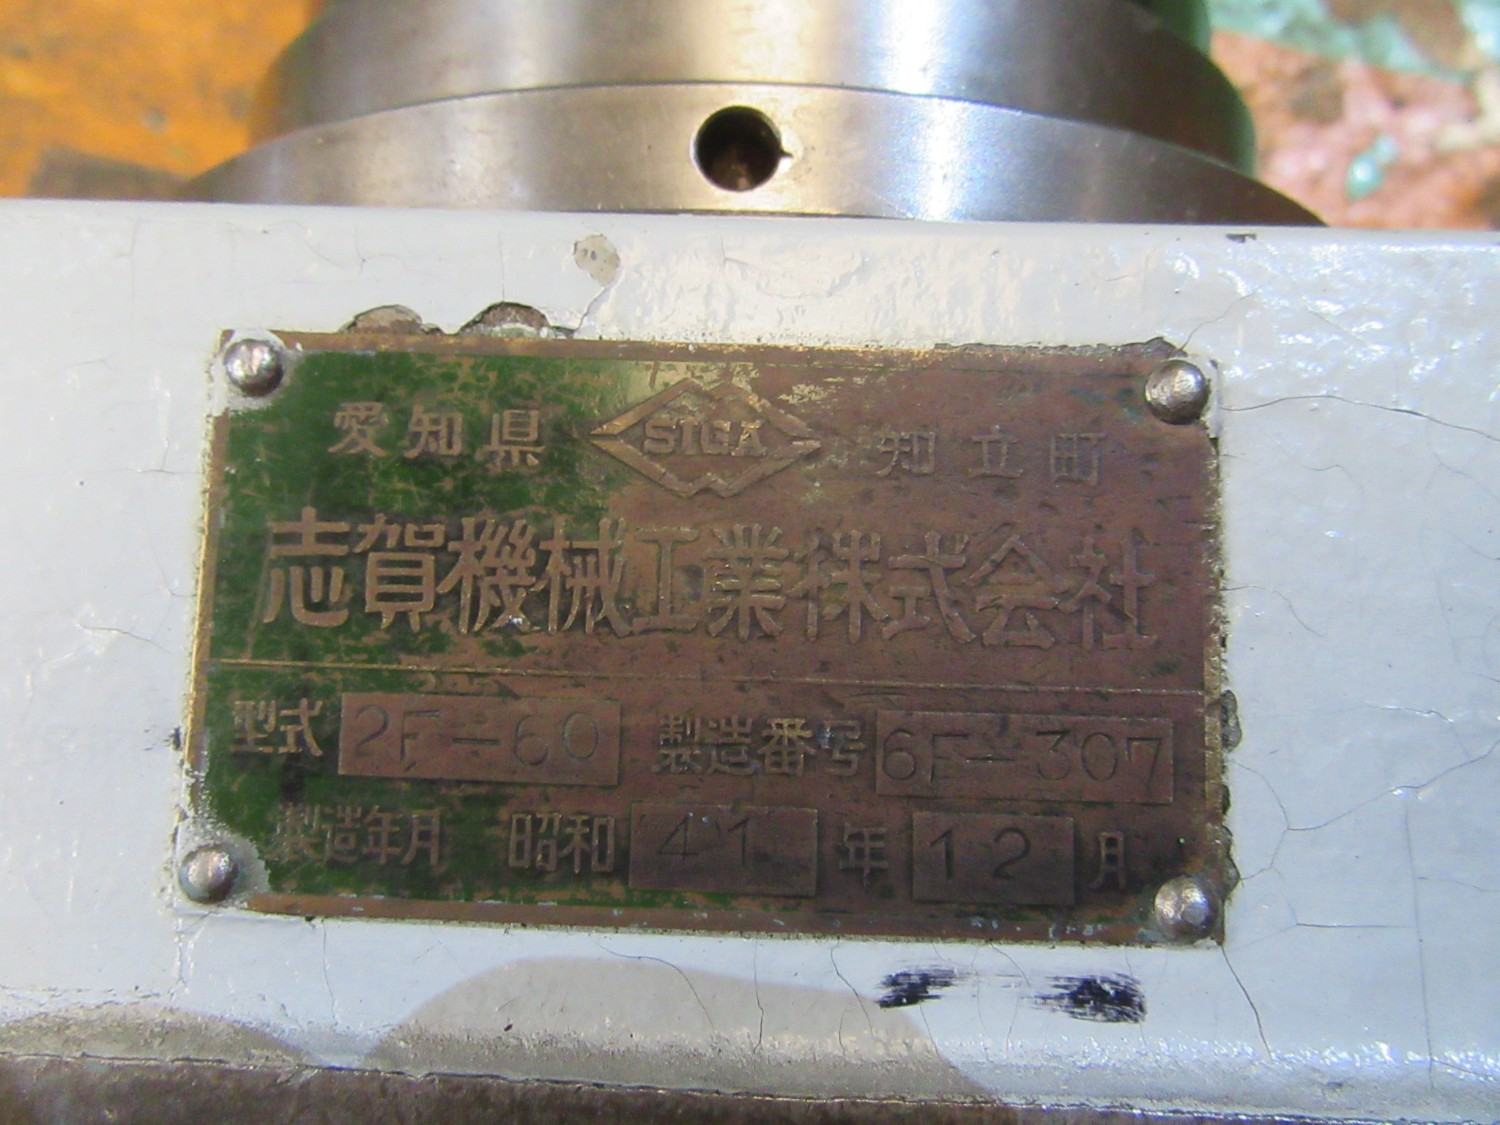 愛知県 SIGA 知立町
志賀機械工業株式会社
型式 2F-60 製造番号 6F-307
製造年月 昭和 41 年 12 月